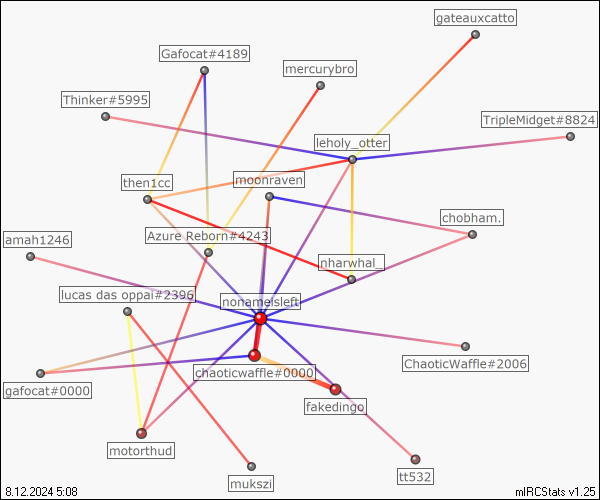 gateauxcatto
Gafocat#4189
mercurybro
Thinker#5995
TripleMidget#8824
leholy_otter
then1cc
moonraven
chobham.
amah1246
Azure Reborn#4243
nharwhal_
lucas das oppai#2396
nonameisleft
ChaoticWaffle#2006
chaoticwaffle#0000
gafocat#0000
fakedingo
motorthud
mukszi
tt532
8.12.2024 5:08
mIRCStats v1.25